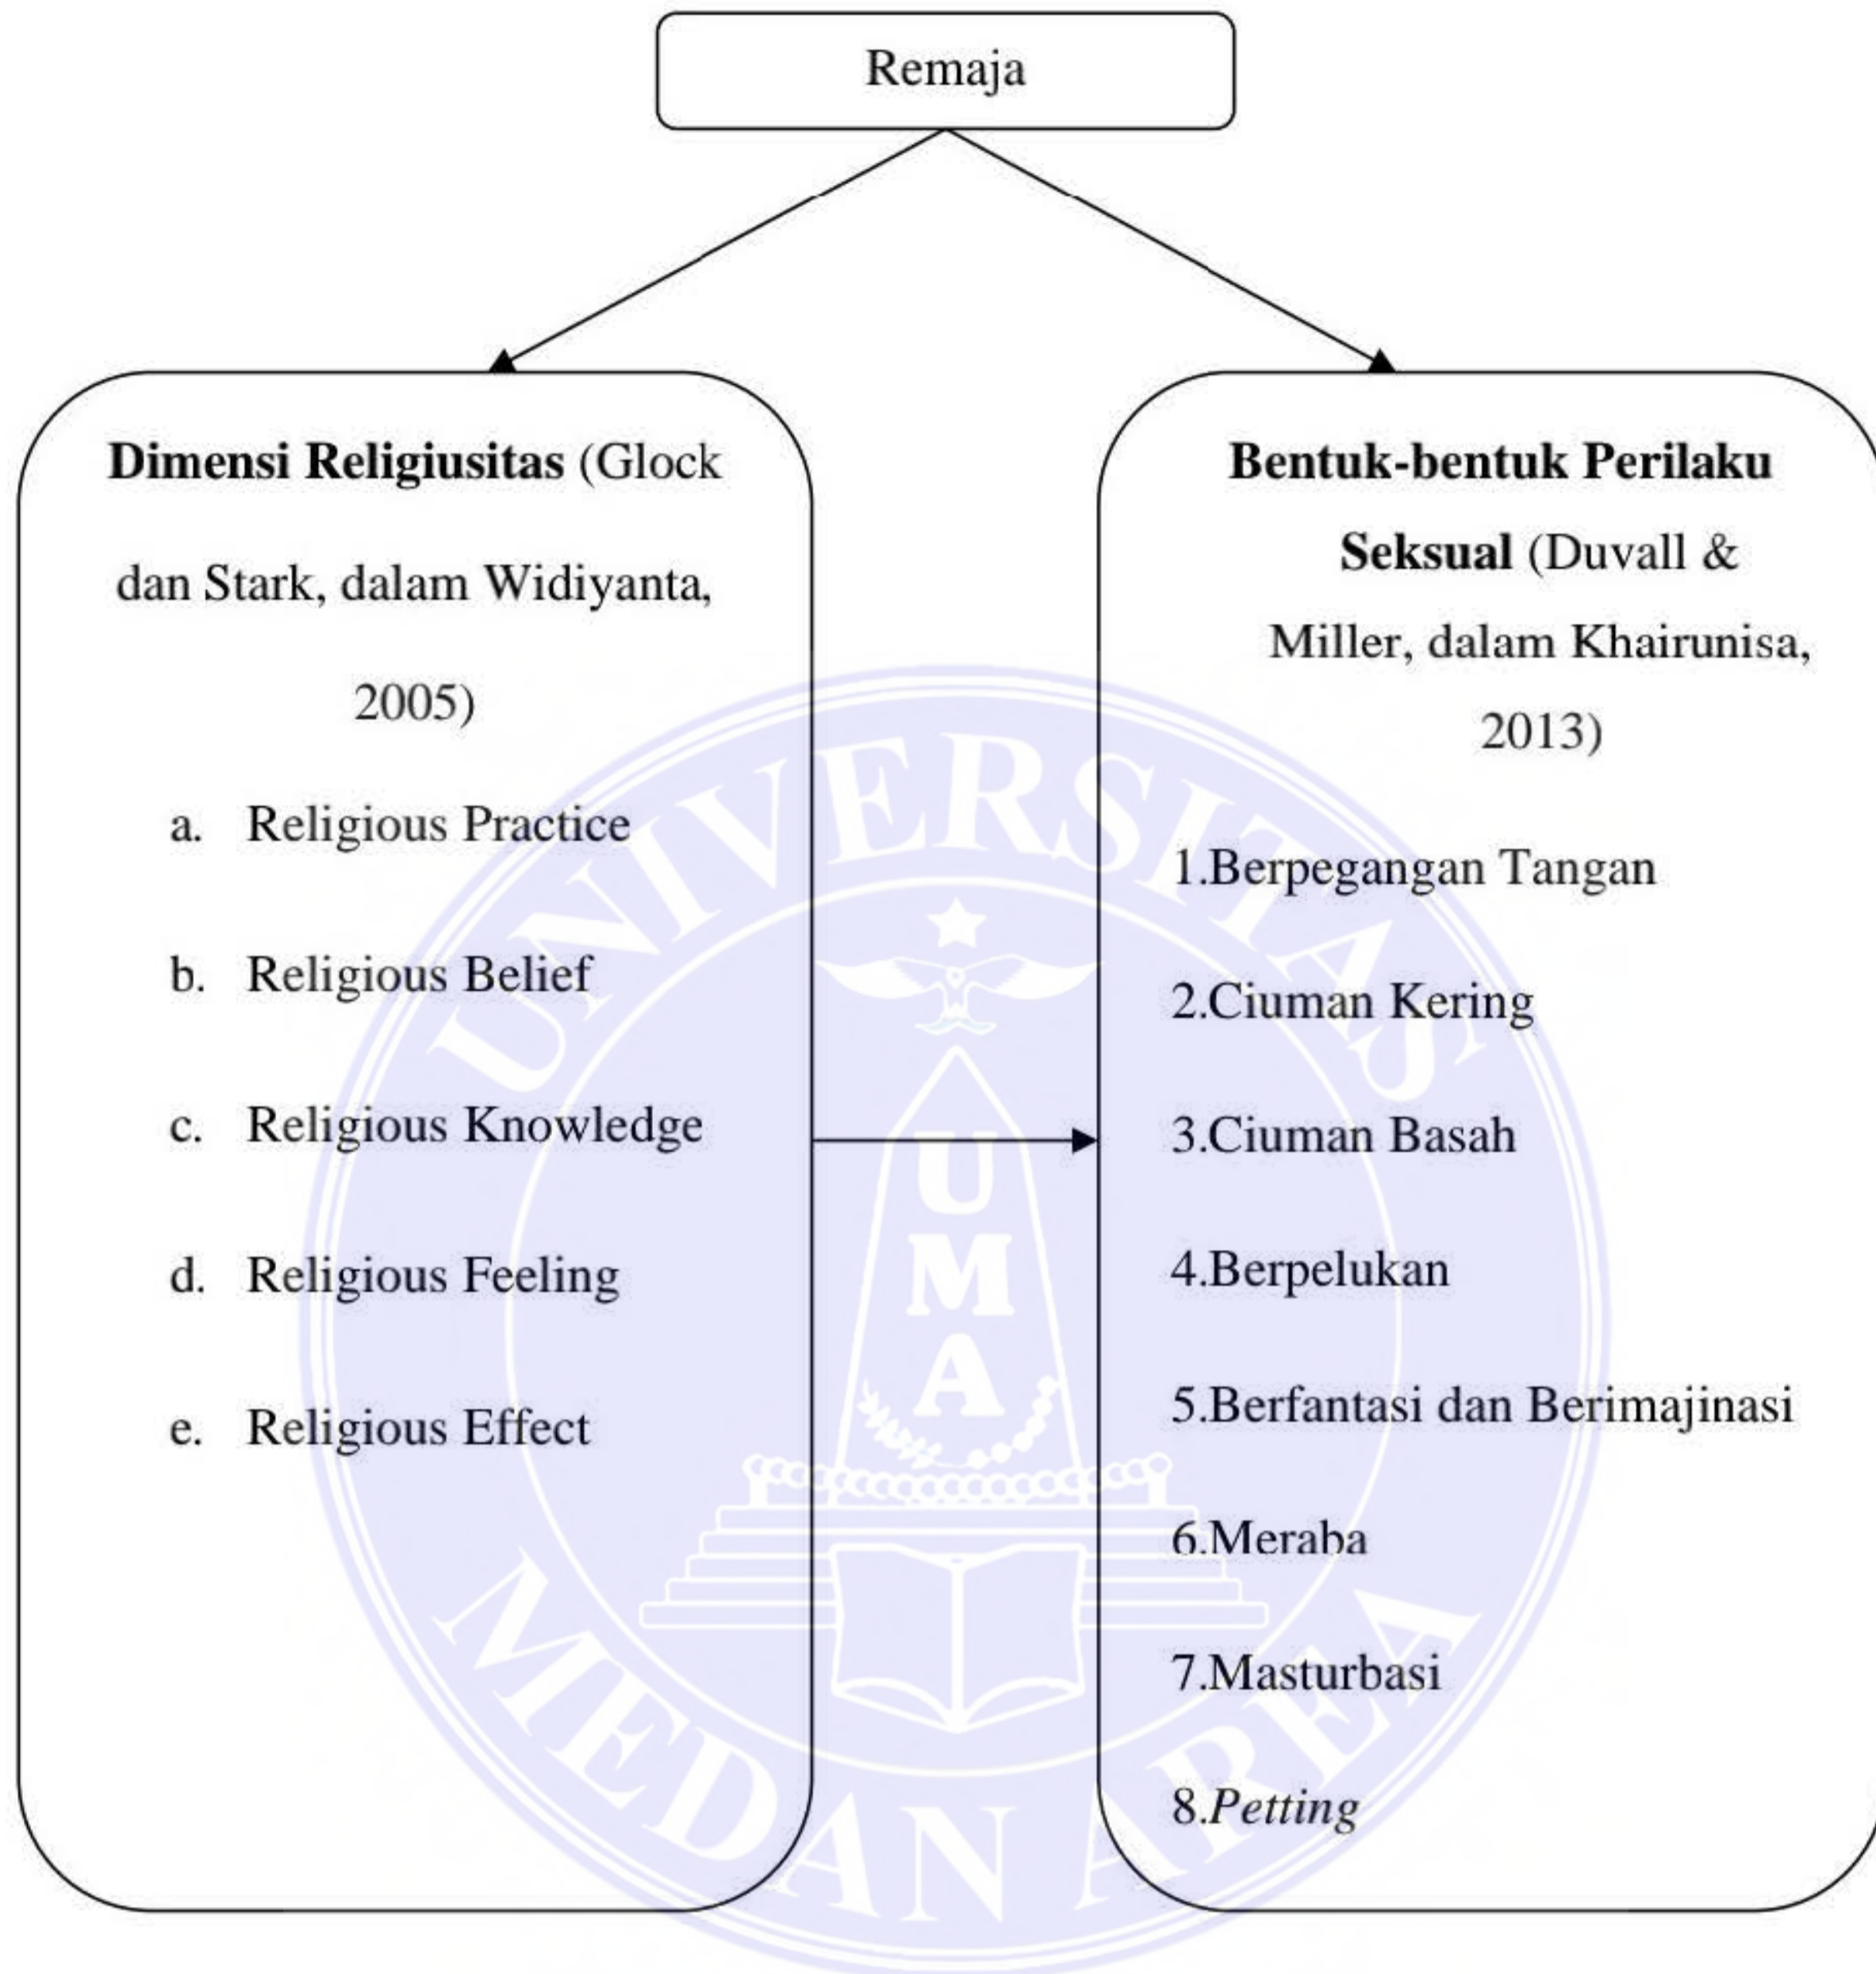 Remaja
Dimensi Religiusitas (Glock
dan Stark, dalam Widiyanta,
2005)
a. Religious Practice
b. Religious Belief
c. Religious Knowledge
d. Religious Feeling
e. Religious Effect
Bentuk-bentuk Perilaku
Seksual (Duvall &
Miller, dalam Khairunisa,
2013)
1.Berpegangan Tangan
2.Ciuman Kering
3.Ciuman Basah
4.Berpelukan
5.Berfantasi dan Berimajinasi
6.Meraba
7.Masturbasi
8.Petting
UNIVERSITAS
U
M
A
MEDAN AREA